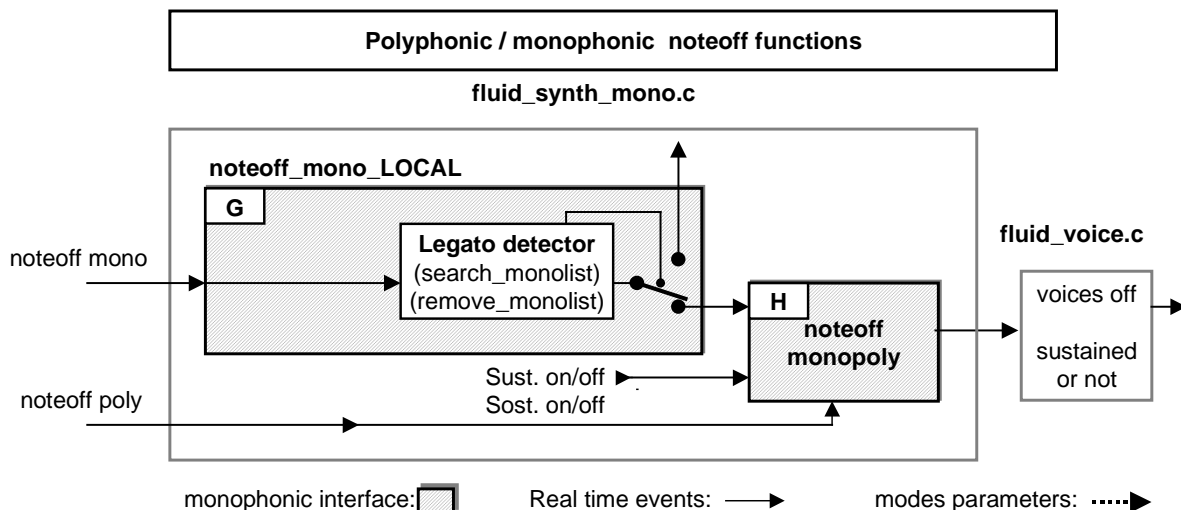 Polyphonic / monophonic noteoff functions
fluid_synth_mono.c
noteoff_mono_LOCAL
G
Legato detector
(search_monolist)
(remove_monolist)
noteoff mono
fluid_voice.c
H
noteoff
monopoly
voices off
sustained
or not
Sust. on/off
Sost. on/off
noteoff poly
monophonic interface:
Real time events:
modes parameters: